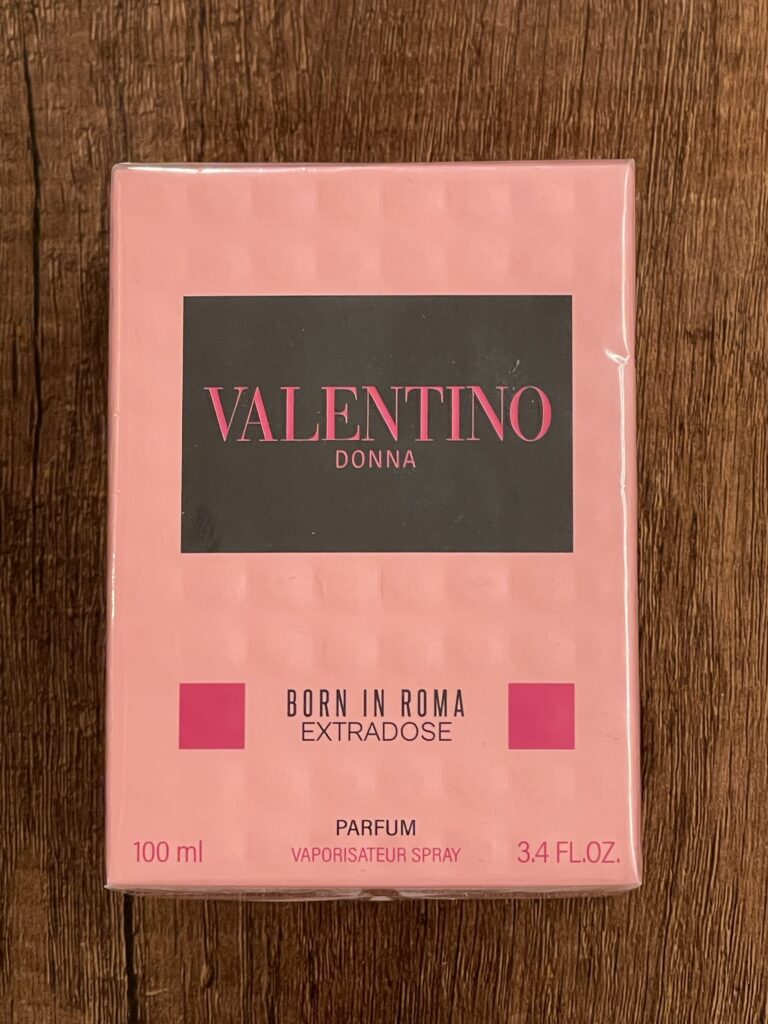 VALENTINO
DONNA
BORN IN ROMA
EXTRADOSE
PARFUM
100 ml VAPORISATEUR SPRAY 3,4 FL.OZ.